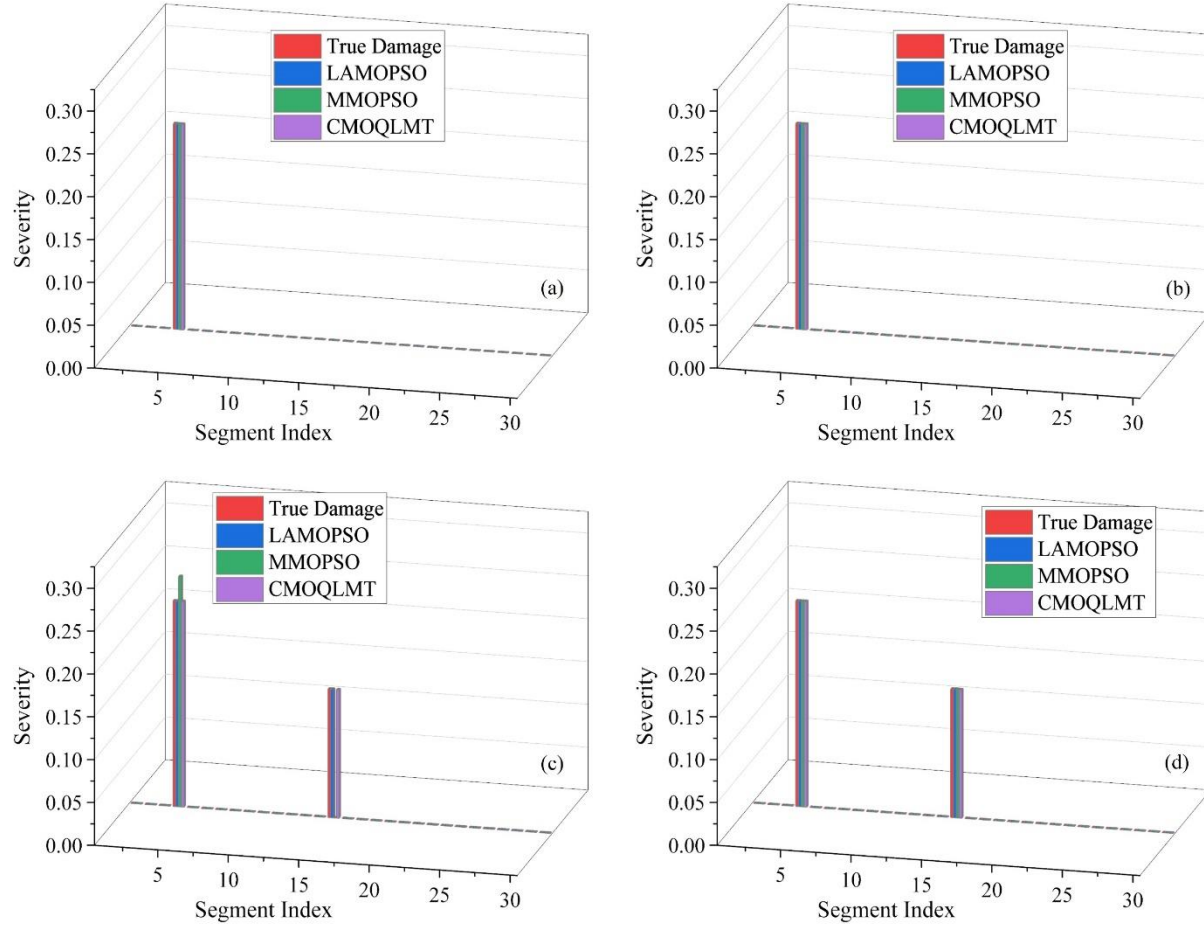 True Damage
LAMOPSO
MMOPSO
CMOQLMT
0.30
0.25
0.20
0.15
0.10
0.05
0.00
Severity
(a)
5
10
15
20
25
30
Segment Index
True Damage
LAMOPSO
MMOPSO
CMOQLMT
0.30
0.25
0.20
0.15
0.10
0.05
0.00
Severity
(b)
5
10
15
20
25
30
Segment Index
True Damage
LAMOPSO
MMOPSO
CMOQLMT
0.30
0.25
0.20
0.15
0.10
0.05
0.00
Severity
(c)
5
10
15
20
25
30
Segment Index
True Damage
LAMOPSO
MMOPSO
CMOQLMT
0.30
0.25
0.20
0.15
0.10
0.05
0.00
Severity
(d)
5
10
15
20
25
30
Segment Index